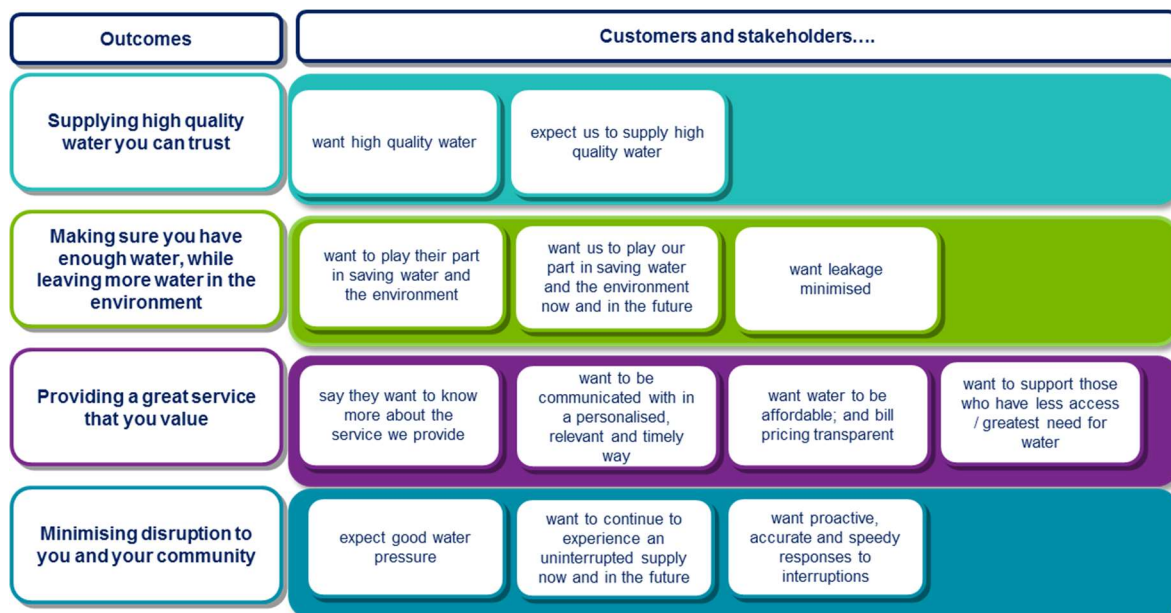 Outcomes
Customers and stakeholders....
Supplying high quality
water you can trust
want high quality water
expect us to supply high
quality water
Making sure you have
enough water, while
leaving more water in the
environment
want to play their part
in saving water and
the environment
want us to play our
part in saving water
and the environment
now and in the future
want leakage
minimised
Providing a great service
that you value
say they want to know
more about the
service we provide
want to be
communicated with in
a personalised,
relevant and timely
way
want water to be
affordable; and bill
pricing transparent
want to support those
who have less access
/ greatest need for
water
Minimising disruption to
you and your community
expect good water
pressure
want to continue to
experience an
uninterrupted supply
now and in the future
want proactive,
accurate and speedy
responses to
interruptions